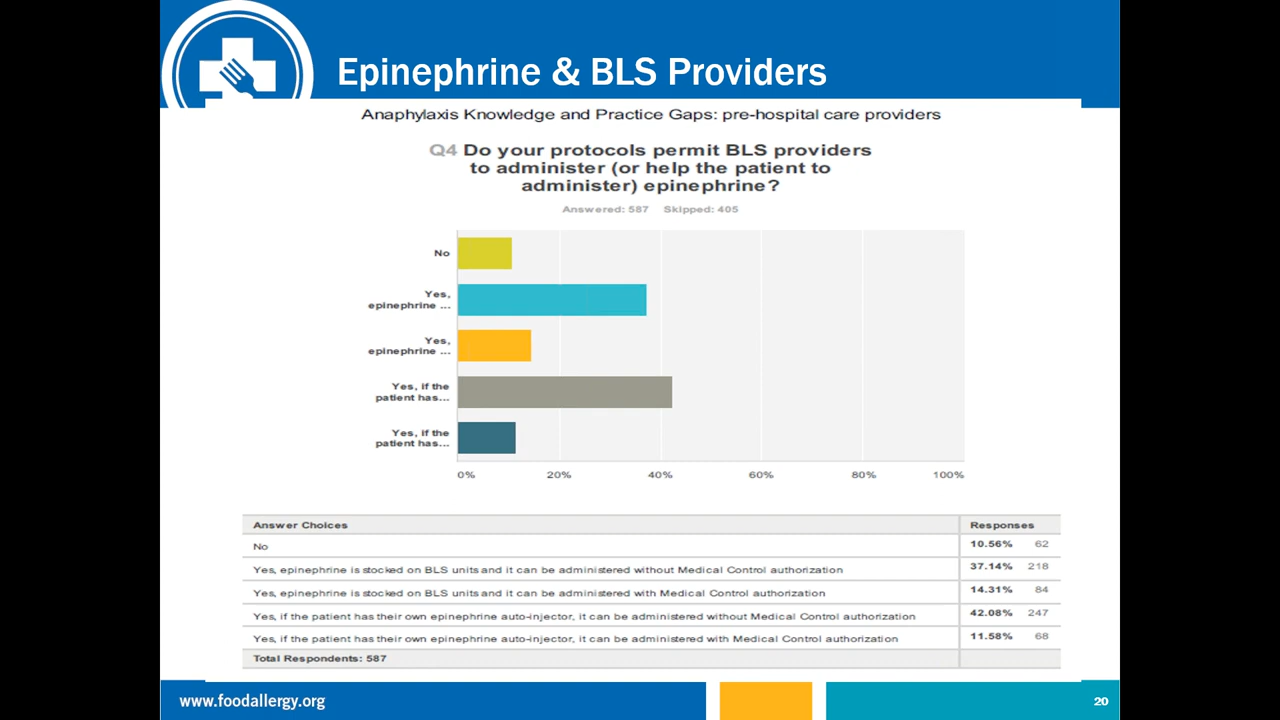 Epinephrine & BLS Providers
Anaphylaxis Knowledge and Practice Gaps: pre-hospital care providers
Q4 Do your protocols permit BLS providers
to administer (or help the patient to
administer) epinephrine?
Answered: 587 Skipped: 405
No
Yes,
epinephrine ...
Yes,
epinephrine ...
Yes, if the
patient has...
Yes, if the
patient has...
0% 20% 40% 60% 80% 100%
Answer Choices Responses
No 10.56% 62
Yes, epinephrine is stocked on BLS units and it can be administered without Medical Control authorization 37.14% 218
Yes, epinephrine is stocked on BLS units and it can be administered with Medical Control authorization 14.31% 84
Yes, if the patient has their own epinephrine auto-injector, it can be administered without Medical Control authorization 42.08% 247
Yes, if the patient has their own epinephrine auto-injector, it can be administered with Medical Control authorization 11.58% 68
Total Respondents: 587
www.foodallergy.org 20